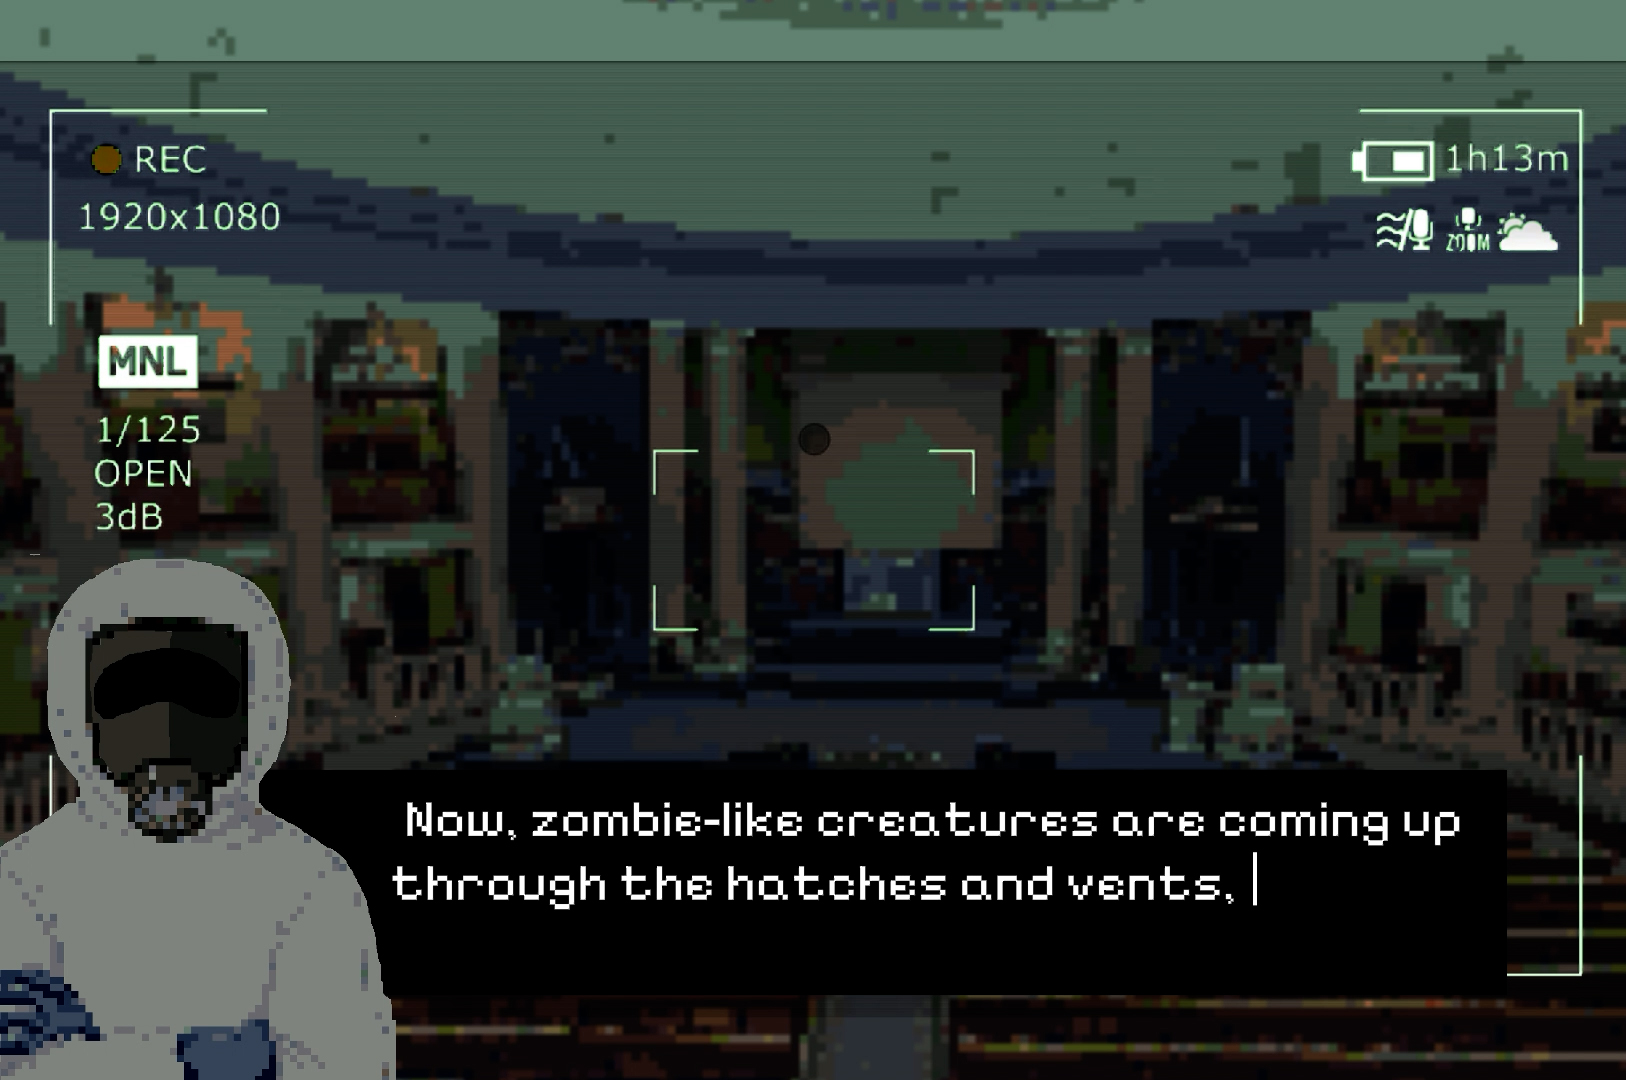 REC
1920x1080
1h13m
ZOOM
MNL
1/125
OPEN
3dB
Now, zombie-like creatures are coming up
through the hatches and vents,